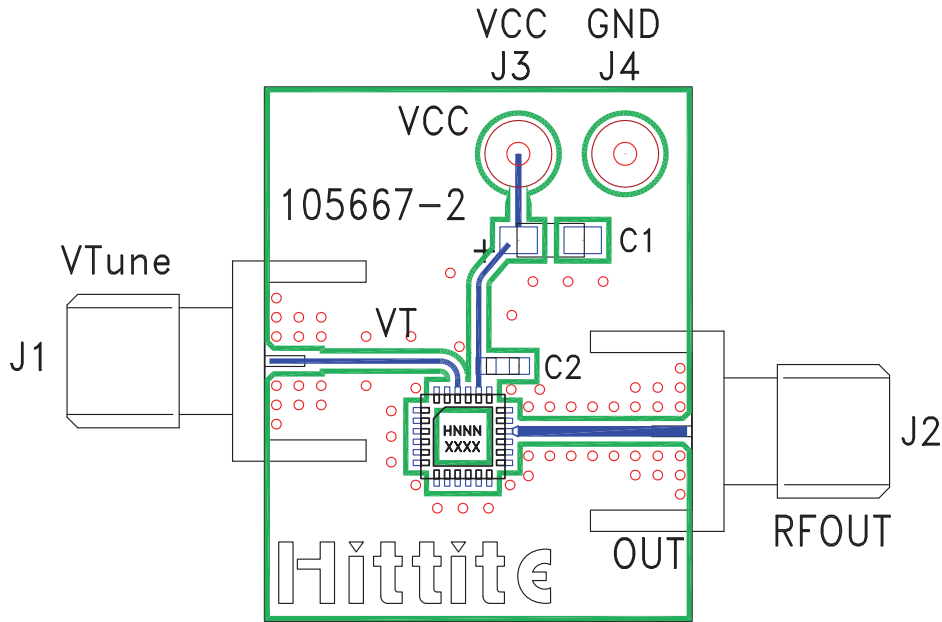 VCC GND
J3 J4
VCC
105667-2
+
C1
VTune
VT
J1
C2
HNNN
XXXX
J2
RFOUT
OUT
Hittite